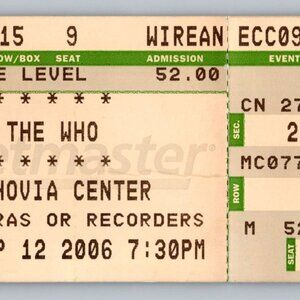 15 9 WIREAN ECC09
OW/BOX SEAT ADMISSION EVENT
E LEVEL 52.00
* * * * * * CN 27
SEC.
THE WHO 2
etmaster
* * * * * MC077
HOVIA CENTER
ROW
RAS OR RECORDERS
M 52
P 12 2006 7:30PM
SEAT